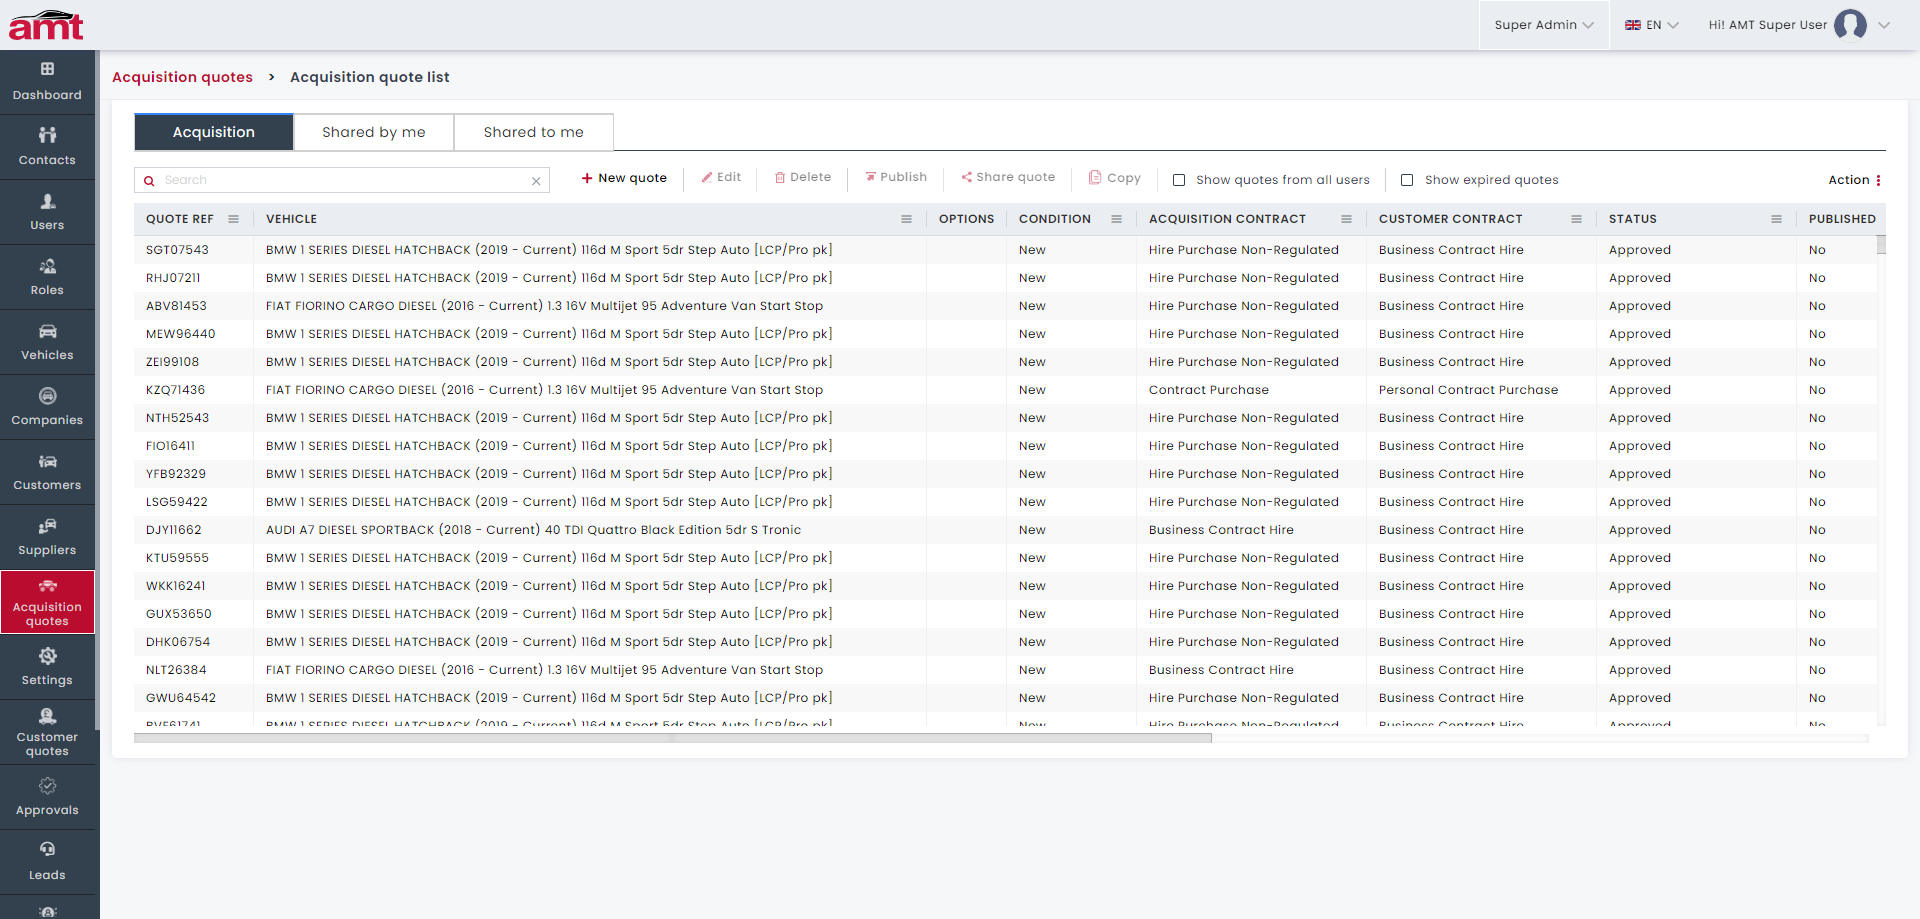 amt
Super Admin
EN
Hi! AMT Super User
Dashboard
Contacts
Users
Roles
Vehicles
Companies
Customers
Suppliers
Acquisition
quotes
Settings
Customer
quotes
Approvals
Leads
Acquisition quotes > Acquisition quote list
Acquisition Shared by me Shared to me
Search New quote Edit Delete Publish Share quote Copy Show quotes from all users Show expired quotes Action
QUOTE REF VEHICLE OPTIONS CONDITION ACQUISITION CONTRACT CUSTOMER CONTRACT STATUS PUBLISHED
SGT07543 BMW 1 SERIES DIESEL HATCHBACK (2019 - Current) 116d M Sport 5dr Step Auto [LCP/Pro pk] New Hire Purchase Non-Regulated Business Contract Hire Approved No
RHJ07211 BMW 1 SERIES DIESEL HATCHBACK (2019 - Current) 116d M Sport 5dr Step Auto [LCP/Pro pk] New Hire Purchase Non-Regulated Business Contract Hire Approved No
ABV81453 FIAT FIORINO CARGO DIESEL (2016 - Current) 1.3 16V Multijet 95 Adventure Van Start Stop New Hire Purchase Non-Regulated Business Contract Hire Approved No
MEW96440 BMW 1 SERIES DIESEL HATCHBACK (2019 - Current) 116d M Sport 5dr Step Auto [LCP/Pro pk] New Hire Purchase Non-Regulated Business Contract Hire Approved No
ZEI99108 BMW 1 SERIES DIESEL HATCHBACK (2019 - Current) 116d M Sport 5dr Step Auto [LCP/Pro pk] New Hire Purchase Non-Regulated Business Contract Hire Approved No
KZQ71436 FIAT FIORINO CARGO DIESEL (2016 - Current) 1.3 16V Multijet 95 Adventure Van Start Stop New Contract Purchase Personal Contract Purchase Approved No
NTH52543 BMW 1 SERIES DIESEL HATCHBACK (2019 - Current) 116d M Sport 5dr Step Auto [LCP/Pro pk] New Hire Purchase Non-Regulated Business Contract Hire Approved No
FIO16411 BMW 1 SERIES DIESEL HATCHBACK (2019 - Current) 116d M Sport 5dr Step Auto [LCP/Pro pk] New Hire Purchase Non-Regulated Business Contract Hire Approved No
YFB92329 BMW 1 SERIES DIESEL HATCHBACK (2019 - Current) 116d M Sport 5dr Step Auto [LCP/Pro pk] New Hire Purchase Non-Regulated Business Contract Hire Approved No
LSG59422 BMW 1 SERIES DIESEL HATCHBACK (2019 - Current) 116d M Sport 5dr Step Auto [LCP/Pro pk] New Hire Purchase Non-Regulated Business Contract Hire Approved No
DJY11662 AUDI A7 DIESEL SPORTBACK (2018 - Current) 40 TDI Quattro Black Edition 5dr S Tronic New Business Contract Hire Business Contract Hire Approved No
KTU59555 BMW 1 SERIES DIESEL HATCHBACK (2019 - Current) 116d M Sport 5dr Step Auto [LCP/Pro pk] New Hire Purchase Non-Regulated Business Contract Hire Approved No
WKK16241 BMW 1 SERIES DIESEL HATCHBACK (2019 - Current) 116d M Sport 5dr Step Auto [LCP/Pro pk] New Hire Purchase Non-Regulated Business Contract Hire Approved No
GUX53650 BMW 1 SERIES DIESEL HATCHBACK (2019 - Current) 116d M Sport 5dr Step Auto [LCP/Pro pk] New Hire Purchase Non-Regulated Business Contract Hire Approved No
DHK06754 BMW 1 SERIES DIESEL HATCHBACK (2019 - Current) 116d M Sport 5dr Step Auto [LCP/Pro pk] New Hire Purchase Non-Regulated Business Contract Hire Approved No
NLT26384 FIAT FIORINO CARGO DIESEL (2016 - Current) 1.3 16V Multijet 95 Adventure Van Start Stop New Business Contract Hire Business Contract Hire Approved No
GWU64542 BMW 1 SERIES DIESEL HATCHBACK (2019 - Current) 116d M Sport 5dr Step Auto [LCP/Pro pk] New Hire Purchase Non-Regulated Business Contract Hire Approved No
BMW 1 SERIES DIESEL HATCHBACK (2019 - Current) 116d M Sport 5dr Step Auto [LCP/Pro pk] New Hire Purchase Non-Regulated Business Contract Hire Approved No